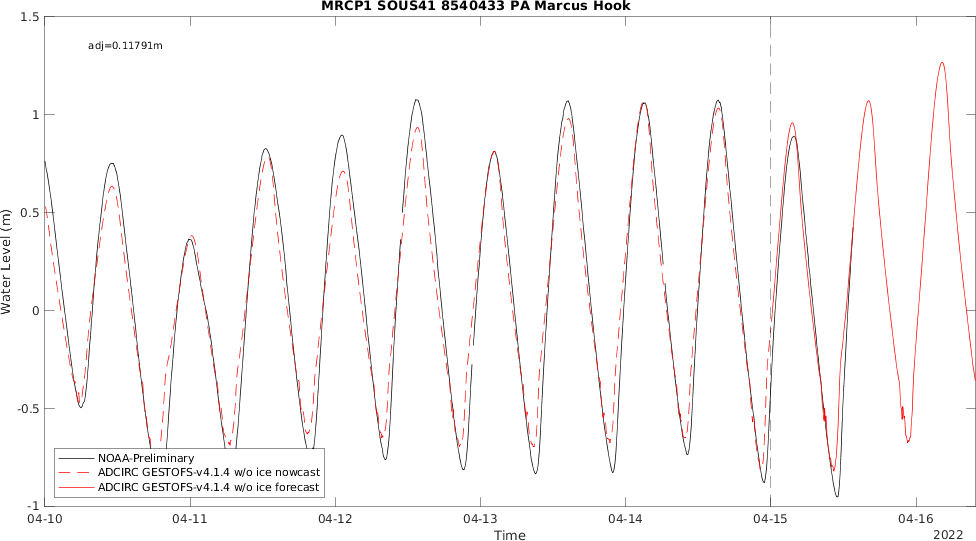 MRCP1 SOUS41 8540433 PA Marcus Hook
1.5
adj=0.11791m
1
0.5
Water Level (m)
0
-0.5
NOAA-Preliminary
ADCIRC GESTOFS-v4.1.4 w/o ice nowcast
ADCIRC GESTOFS-v4.1.4 w/o ice forecast
-1
04-10 04-11 04-12 04-13 04-14 04-15 04-16
Time
2022